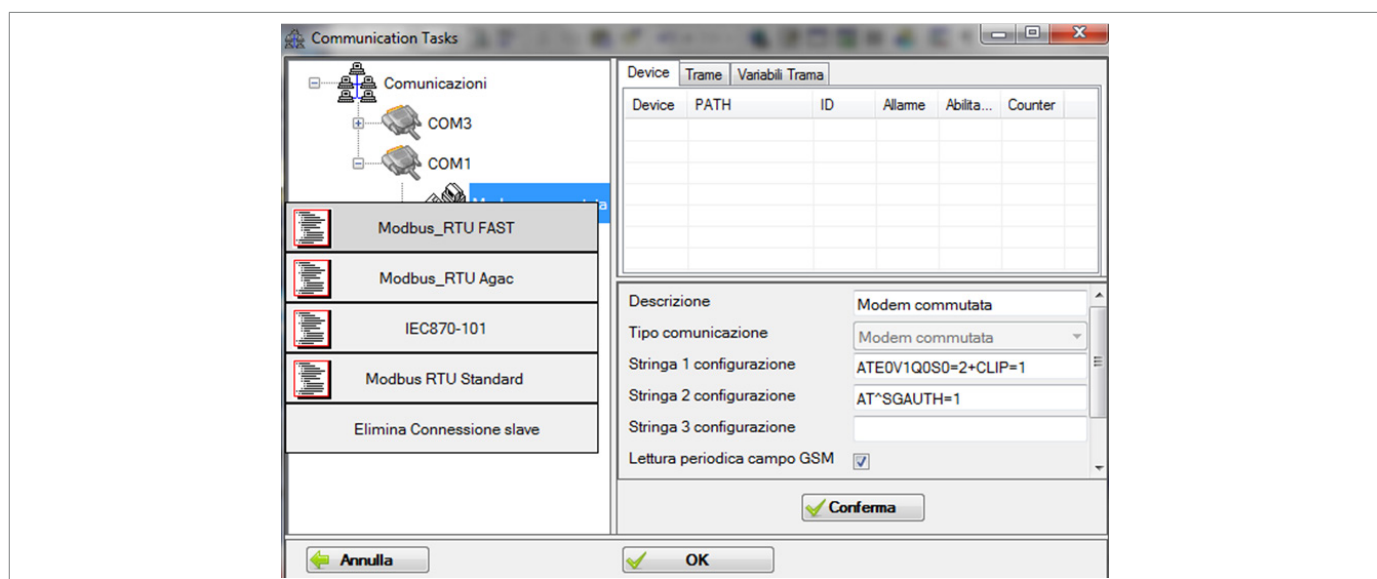 Communication Tasks
Comunicazioni
COM3
COM1
Modbus_RTU FAST
Modbus_RTU Agac
IEC870-101
Modbus RTU Standard
Elimina Connessione slave
Device Trame Variabili Trama
Device PATH ID Allarme Abilita... Counter
Descrizione Modem commutata
Tipo comunicazione Modem commutata
Stringa 1 configurazione ATE0V1Q0S0=2+CLIP=1
Stringa 2 configurazione AT^SGAUTH=1
Stringa 3 configurazione
Lettura periodica campo GSM
Conferma
Annulla OK